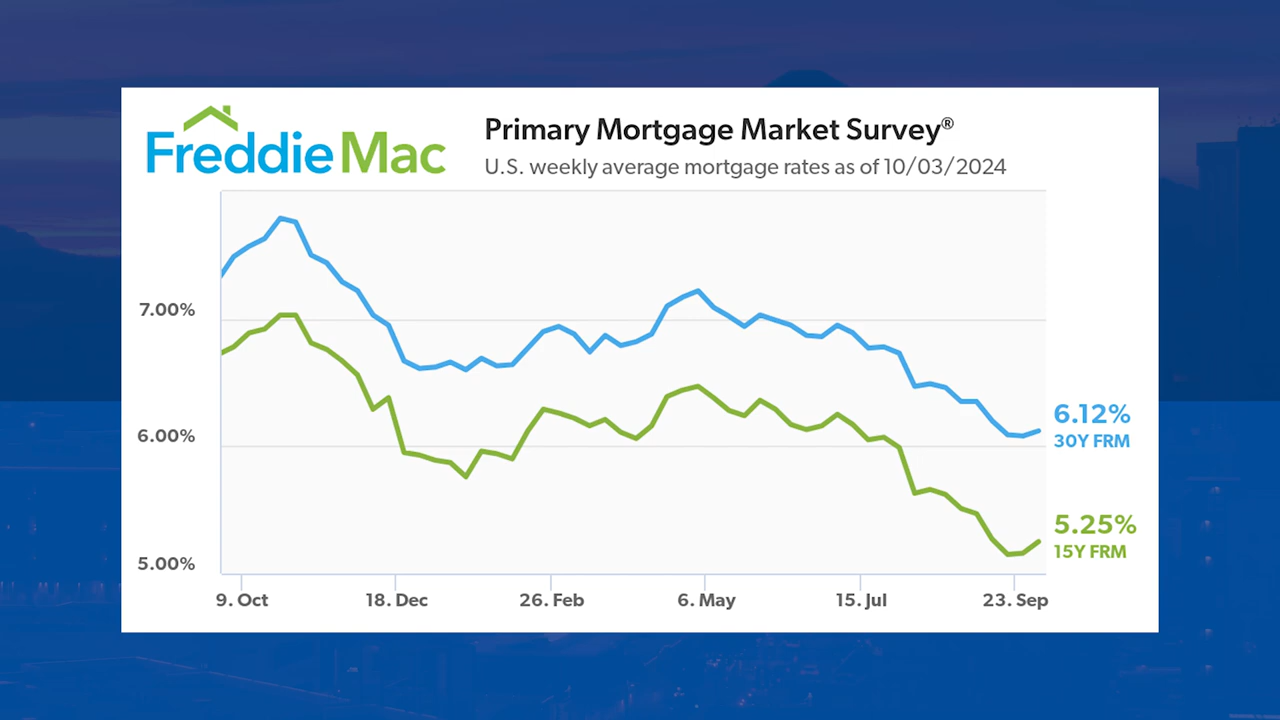 Freddie Mac
Primary Mortgage Market Survey®
U.S. weekly average mortgage rates as of 10/03/2024
7.00%
6.00%
5.00%
6.12%
30Y FRM
5.25%
15Y FRM
9. Oct 18. Dec 26. Feb 6. May 15. Jul 23. Sep